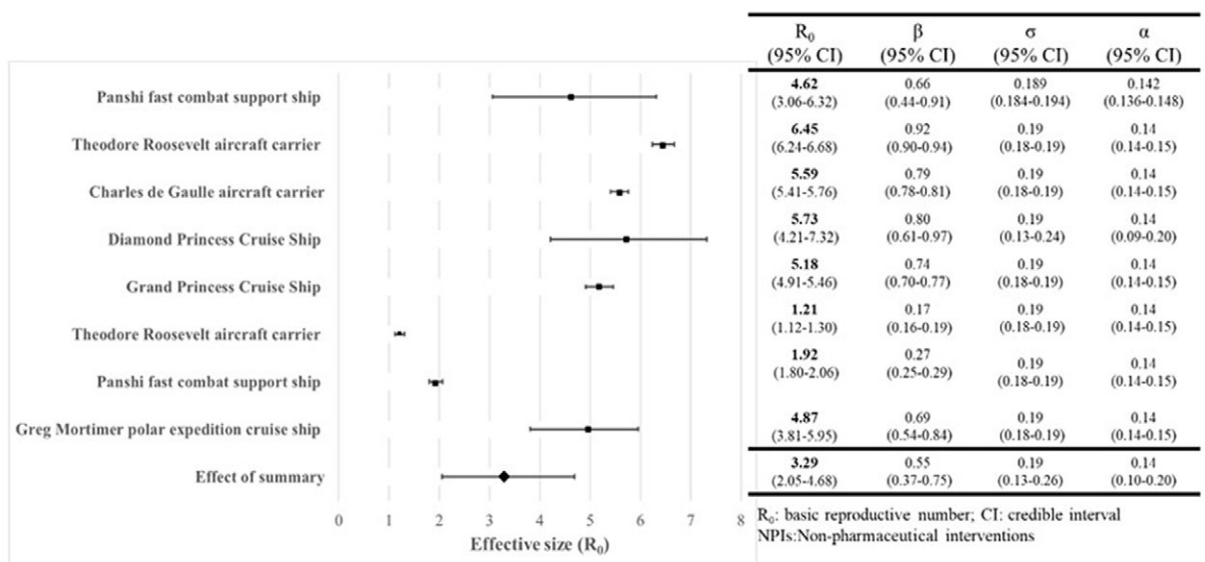 R₀ β σ α
(95% CI) (95% CI) (95% CI) (95% CI)
Panshi fast combat support ship 4.62 0.66 0.189 0.142
(3.06-6.32) (0.44-0.91) (0.184-0.194) (0.136-0.148)
Theodore Roosevelt aircraft carrier 6.45 0.92 0.19 0.14
(6.24-6.68) (0.90-0.94) (0.18-0.19) (0.14-0.15)
Charles de Gaulle aircraft carrier 5.59 0.79 0.19 0.14
(5.41-5.76) (0.78-0.81) (0.18-0.19) (0.14-0.15)
Diamond Princess Cruise Ship 5.73 0.80 0.19 0.14
(4.21-7.32) (0.61-0.97) (0.13-0.24) (0.09-0.20)
Grand Princess Cruise Ship 5.18 0.74 0.19 0.14
(4.91-5.46) (0.70-0.77) (0.18-0.19) (0.14-0.15)
Theodore Roosevelt aircraft carrier 1.21 0.17 0.19 0.14
(1.12-1.30) (0.16-0.19) (0.18-0.19) (0.14-0.15)
Panshi fast combat support ship 1.92 0.27 0.19 0.14
(1.80-2.06) (0.25-0.29) (0.18-0.19) (0.14-0.15)
Greg Mortimer polar expedition cruise ship 4.87 0.69 0.19 0.14
(3.81-5.95) (0.54-0.84) (0.18-0.19) (0.14-0.15)
Effect of summary 3.29 0.55 0.19 0.14
(2.05-4.68) (0.37-0.75) (0.13-0.26) (0.10-0.20)
0 1 2 3 4 5 6 7 8
Effective size (R₀)
R₀: basic reproductive number; CI: credible interval
NPIs:Non-pharmaceutical interventions